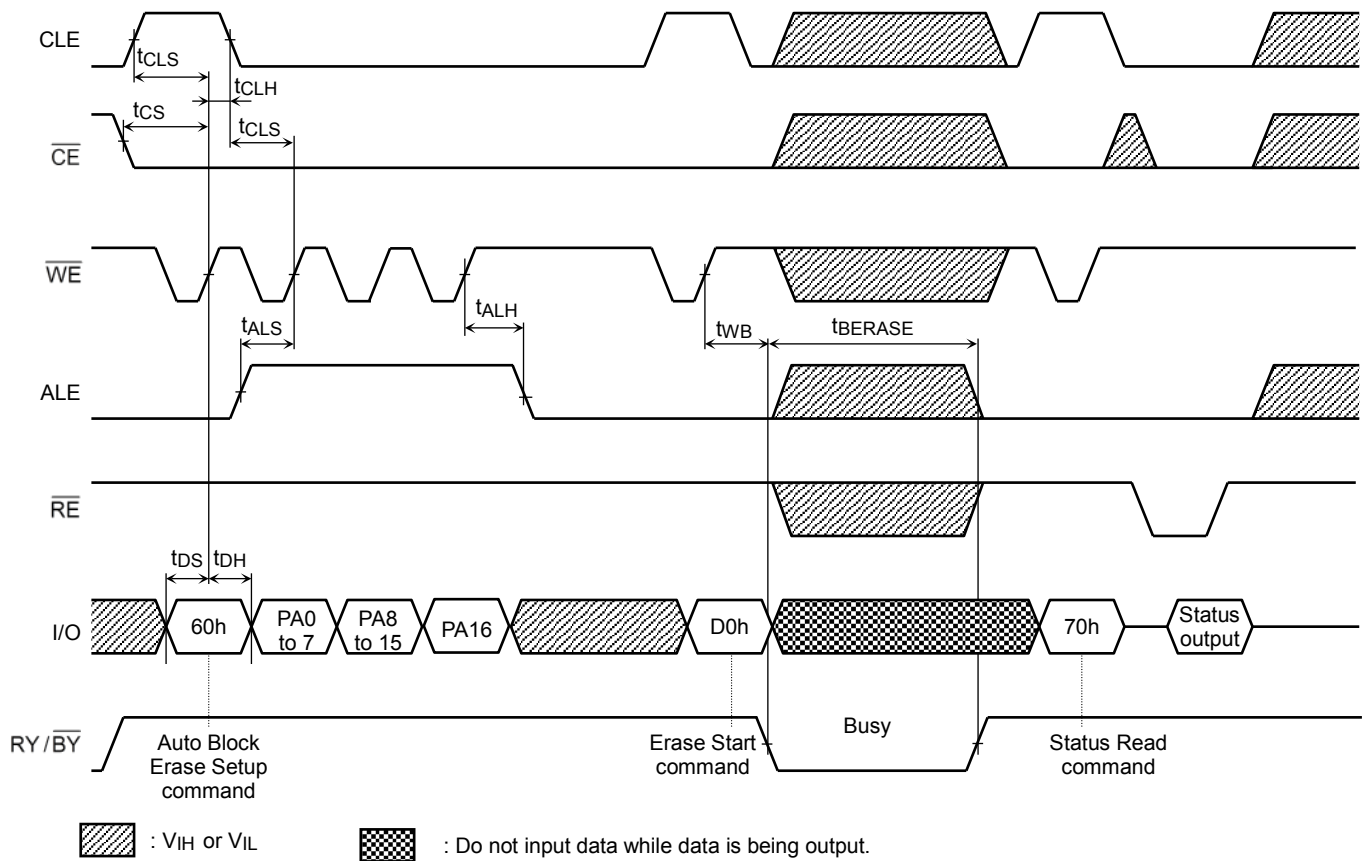 CLE
tCLS
tCLH
tCS
tCLS
CE
WE
tALS
tALH
tWB
tBERASE
ALE
RE
tDS
tDH
I/O
60h
PA0
to 7
PA8
to 15
PA16
D0h
70h
Status
output
RY/BY
Busy
Auto Block
Erase Setup
command
Erase Start
command
Status Read
command
: VIH or VIL
: Do not input data while data is being output.